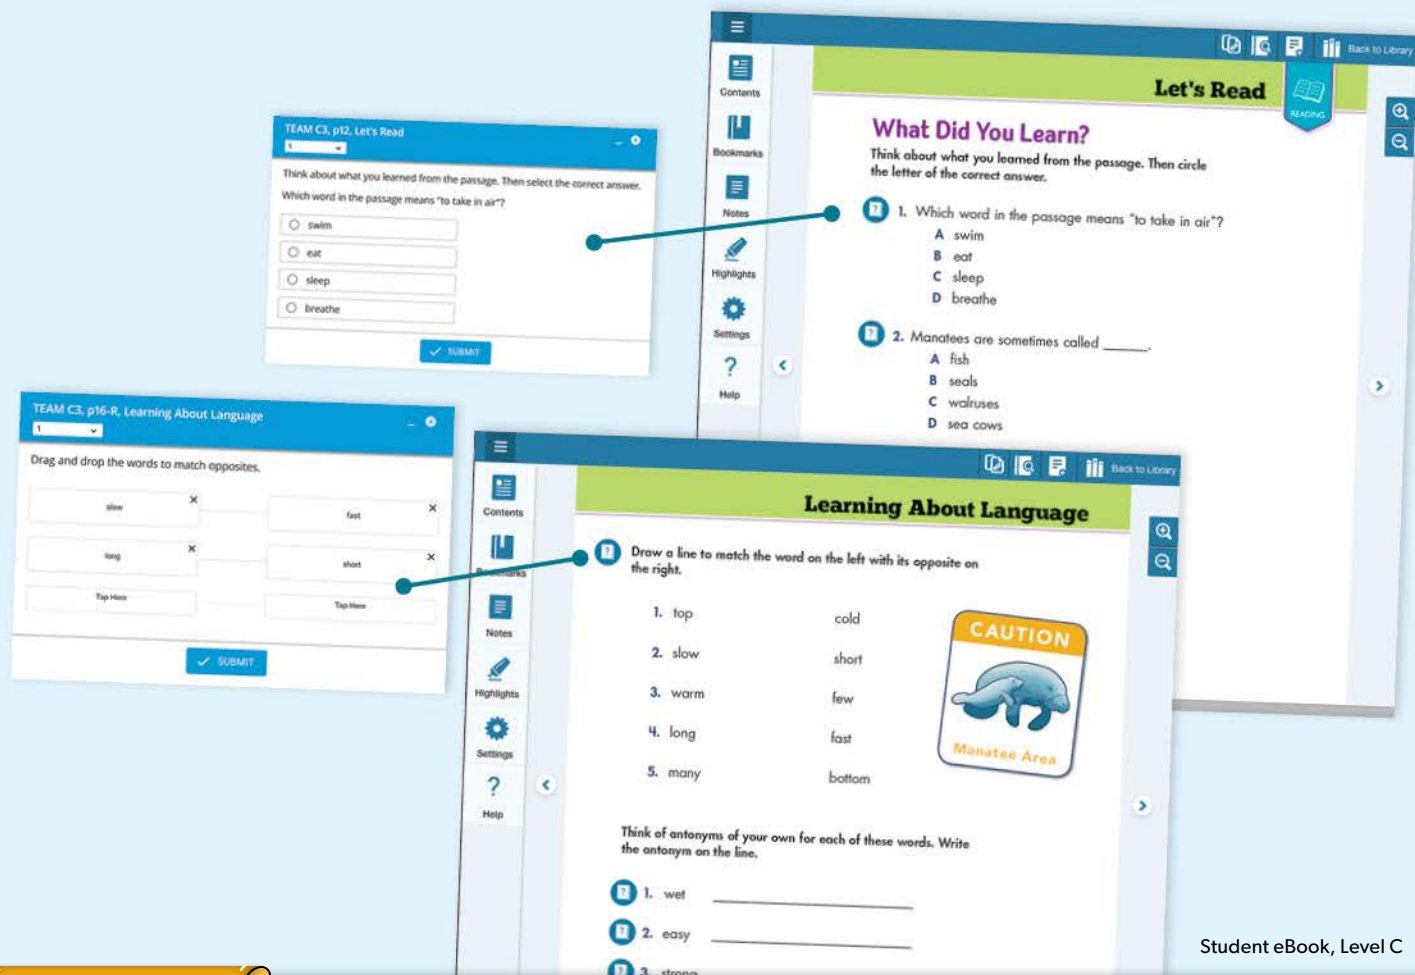 Back to Library
Contents
Bookmarks
Notes
Highlights
Settings
Help
Let's Read
READING
What Did You Learn?
Think about what you learned from the passage. Then circle
the letter of the correct answer.
1. Which word in the passage means "to take in air"?
A swim
B eat
C sleep
D breathe
2. Manatees are sometimes called ______.
A fish
B seals
C walruses
D sea cows
TEAM C3, p12, Let's Read
1
Think about what you learned from the passage. Then select the correct answer.
Which word in the passage means "to take in air"?
swim
eat
sleep
breathe
SUBMIT
TEAM C3, p16-R, Learning About Language
1
Drag and drop the words to match opposites.
slow fast
long short
Tap Here Tap Here
SUBMIT
Back to Library
Contents
Bookmarks
Notes
Highlights
Settings
Help
Learning About Language
Draw a line to match the word on the left with its opposite on
the right.
1. top cold
2. slow short
3. warm few
4. long fast
5. many bottom
CAUTION
Manatee Area
Think of antonyms of your own for each of these words. Write
the antonym on the line.
1. wet
2. easy
3. strong
Student eBook, Level C